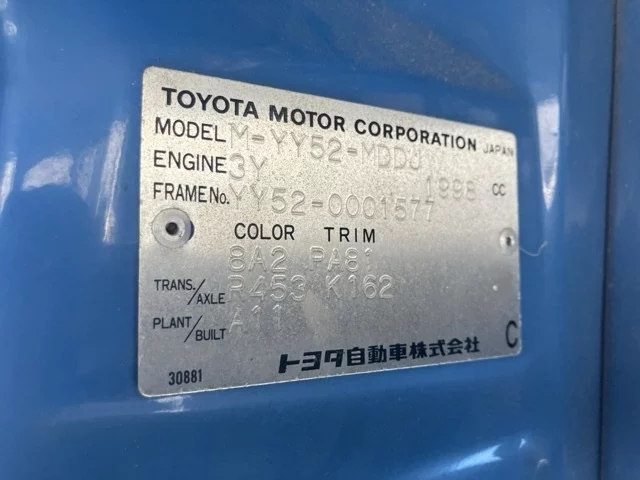 TOYOTA MOTOR CORPORATION JAPAN
MODEL M-YY52-MDDJ
ENGINE 3Y 1998 CC
FRAME No. YY52-0001577
COLOR TRIM
8A2 PA81
TRANS./AXLE R453 K162
PLANT/BUILT A11
C
トヨタ自動車株式会社
30881